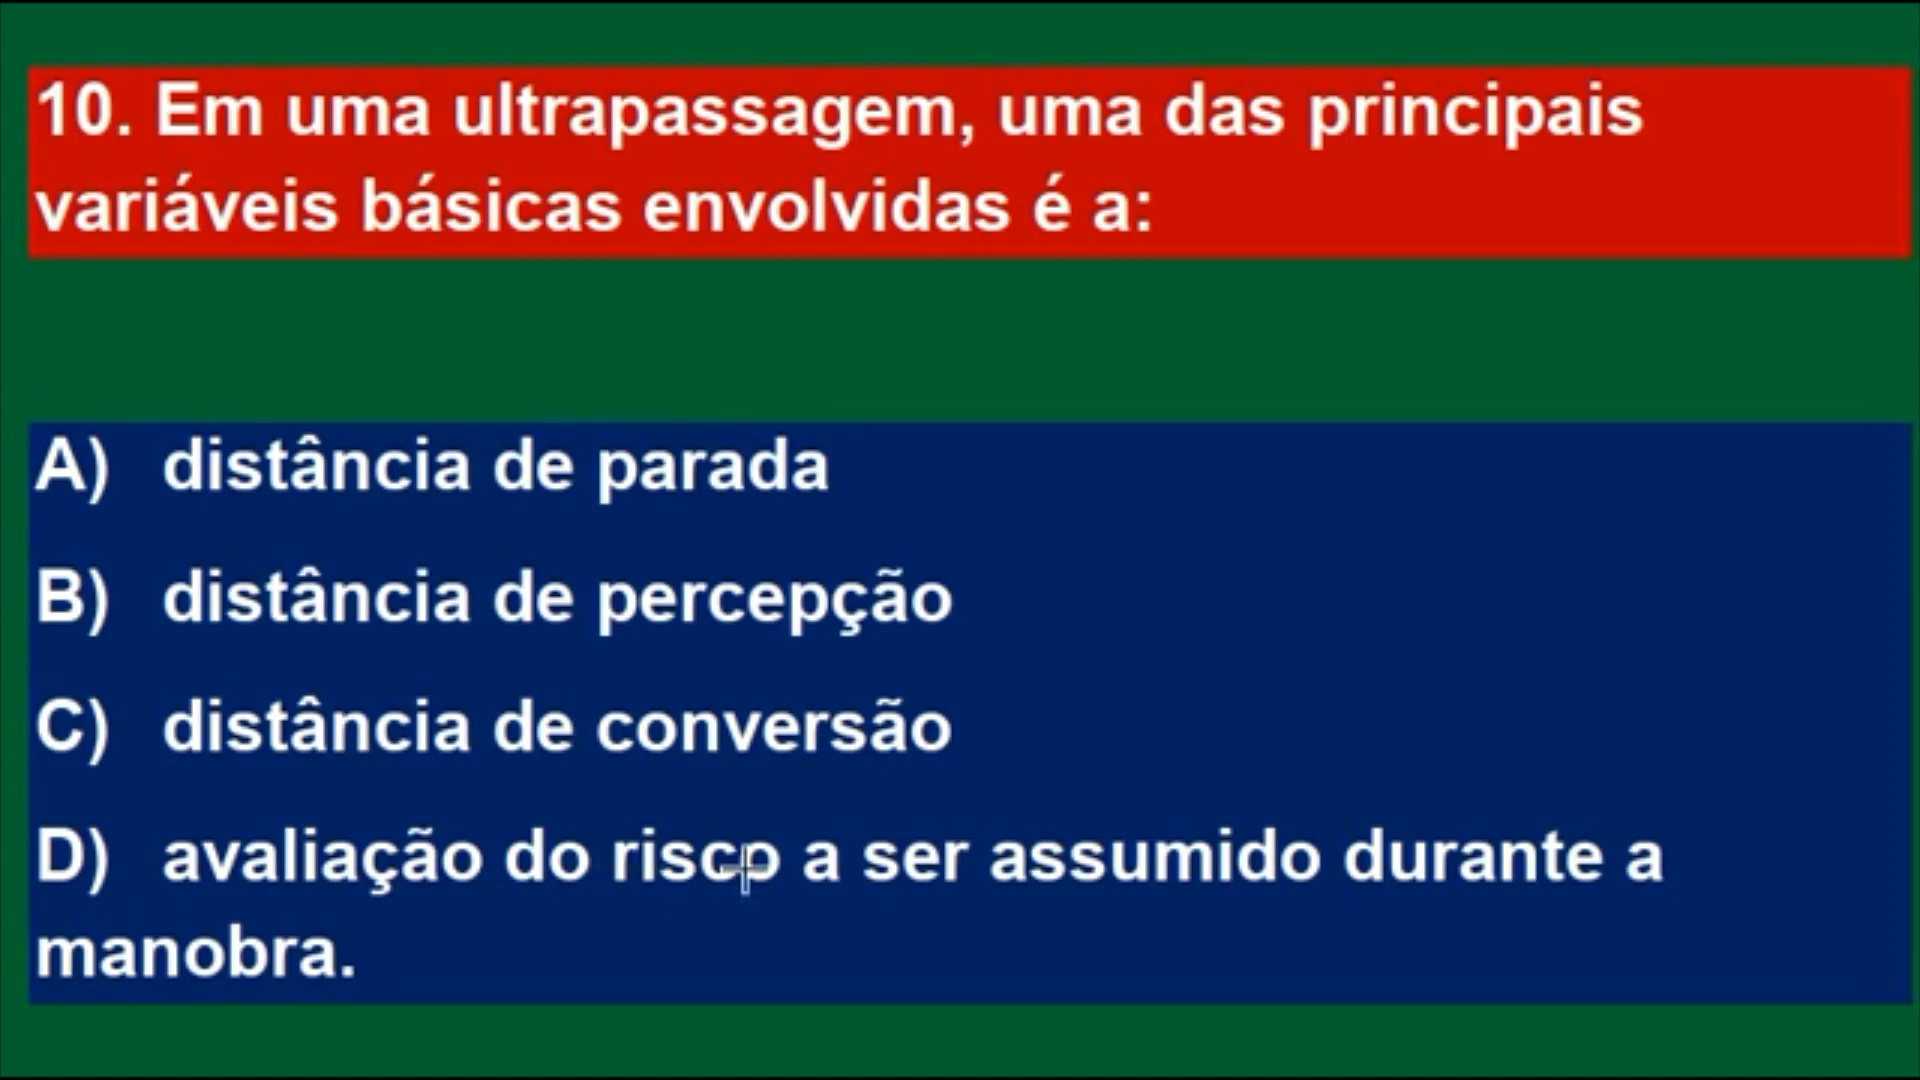 10. Em uma ultrapassagem, uma das principais
variáveis básicas envolvidas é a:
A) distância de parada
B) distância de percepção
C) distância de conversão
D) avaliação do risco a ser assumido durante a
manobra.